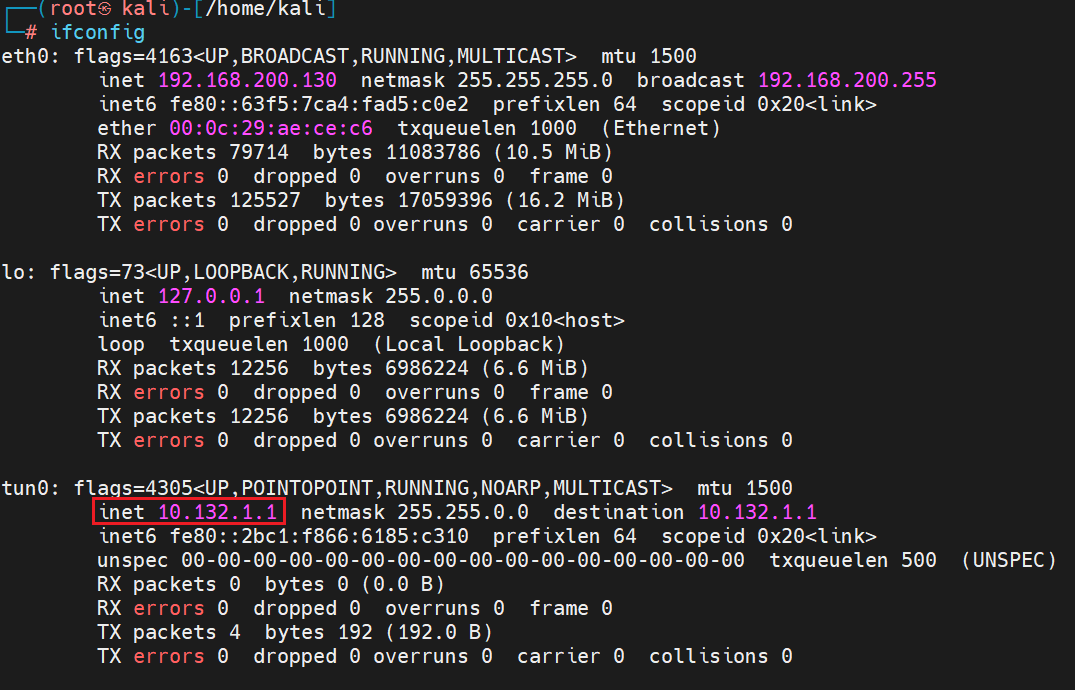 ┌──(root㉿kali)-[/home/kali]
└─# ifconfig
eth0: flags=4163<UP,BROADCAST,RUNNING,MULTICAST>  mtu 1500
        inet 192.168.200.130  netmask 255.255.255.0  broadcast 192.168.200.255
        inet6 fe80::63f5:7ca4:fad5:c0e2  prefixlen 64  scopeid 0x20<link>
        ether 00:0c:29:ae:ce:c6  txqueuelen 1000  (Ethernet)
        RX packets 79714  bytes 11083786 (10.5 MiB)
        RX errors 0  dropped 0  overruns 0  frame 0
        TX packets 125527  bytes 17059396 (16.2 MiB)
        TX errors 0  dropped 0 overruns 0  carrier 0  collisions 0

lo: flags=73<UP,LOOPBACK,RUNNING>  mtu 65536
        inet 127.0.0.1  netmask 255.0.0.0
        inet6 ::1  prefixlen 128  scopeid 0x10<host>
        loop  txqueuelen 1000  (Local Loopback)
        RX packets 12256  bytes 6986224 (6.6 MiB)
        RX errors 0  dropped 0  overruns 0  frame 0
        TX packets 12256  bytes 6986224 (6.6 MiB)
        TX errors 0  dropped 0 overruns 0  carrier 0  collisions 0

tun0: flags=4305<UP,POINTOPOINT,RUNNING,NOARP,MULTICAST>  mtu 1500
        inet 10.132.1.1  netmask 255.255.0.0  destination 10.132.1.1
        inet6 fe80::2bc1:f866:6185:c310  prefixlen 64  scopeid 0x20<link>
        unspec 00-00-00-00-00-00-00-00-00-00-00-00-00-00-00-00  txqueuelen 500  (UNSPEC)
        RX packets 0  bytes 0 (0.0 B)
        RX errors 0  dropped 0  overruns 0  frame 0
        TX packets 4  bytes 192 (192.0 B)
        TX errors 0  dropped 0 overruns 0  carrier 0  collisions 0